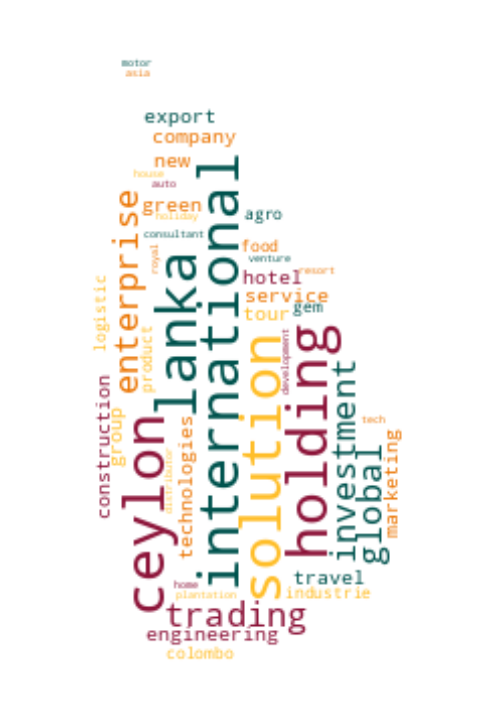 motor
asia
export
company
new
house
auto
green
holiday
agro
consultant
food
royal
venture
enterprise
lanka
international
hotel
resort
service
tour
gem
logistic
product
development
solution
holding
construction
group
ceylon
technologies
distributor
investment
global
tech
marketing
travel
home
plantation
industrie
trading
engineering
colombo